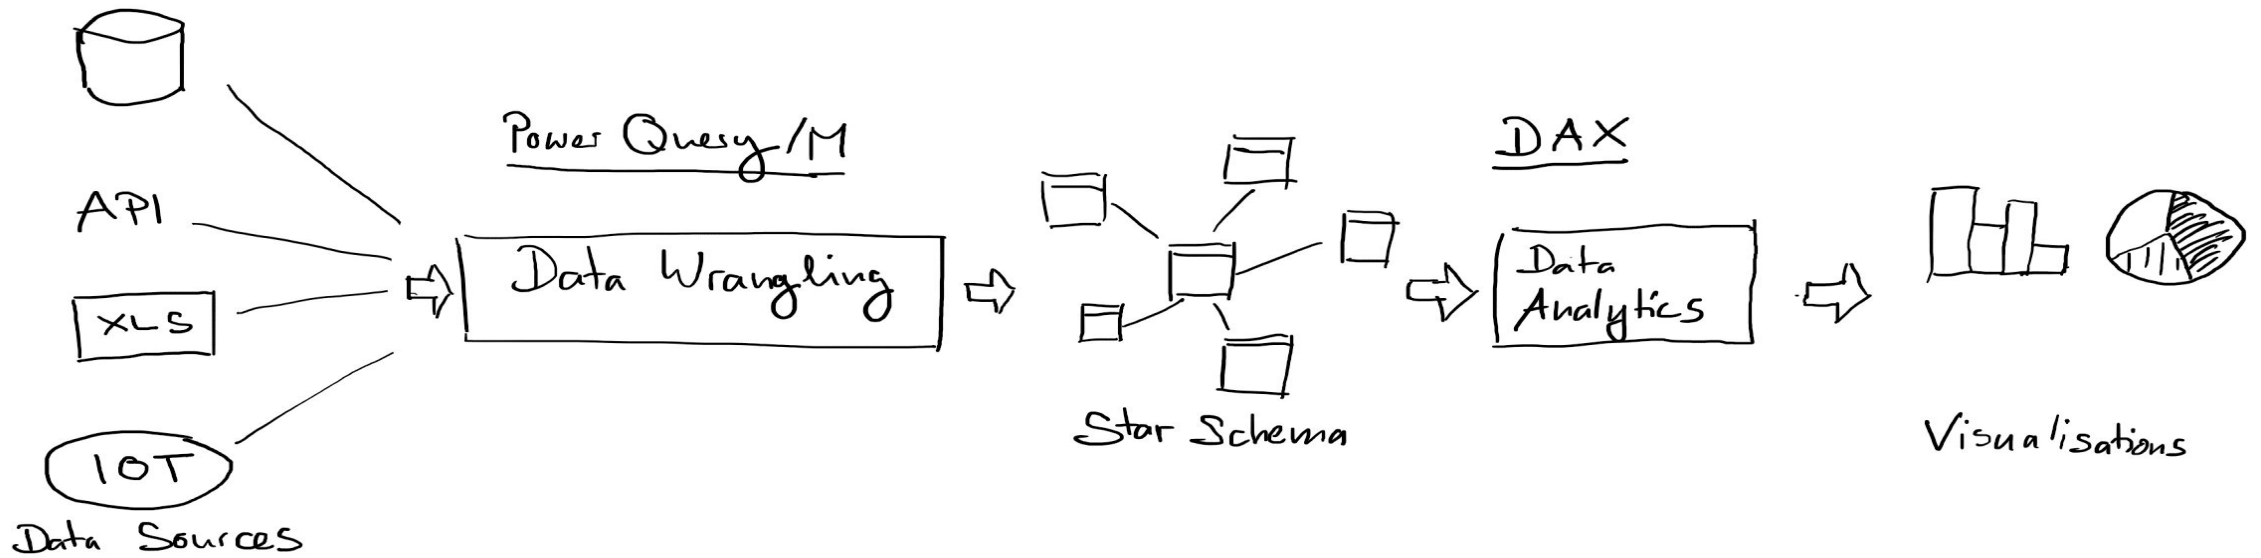 API
XLS
IOT
Data Sources
Power Query/M
Data Wrangling
Star Schema
DAX
Data
Analytics
Visualisations